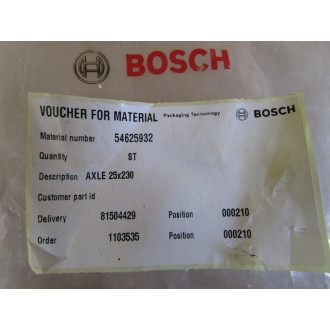 BOSCH
VOUCHER FOR MATERIAL Packaging Technology BOSCH
Material number 54625932
Quantity ST
Description AXLE 25x230
Customer part id
Delivery 81504429 Position 000210
Order 1103535 Position 000210